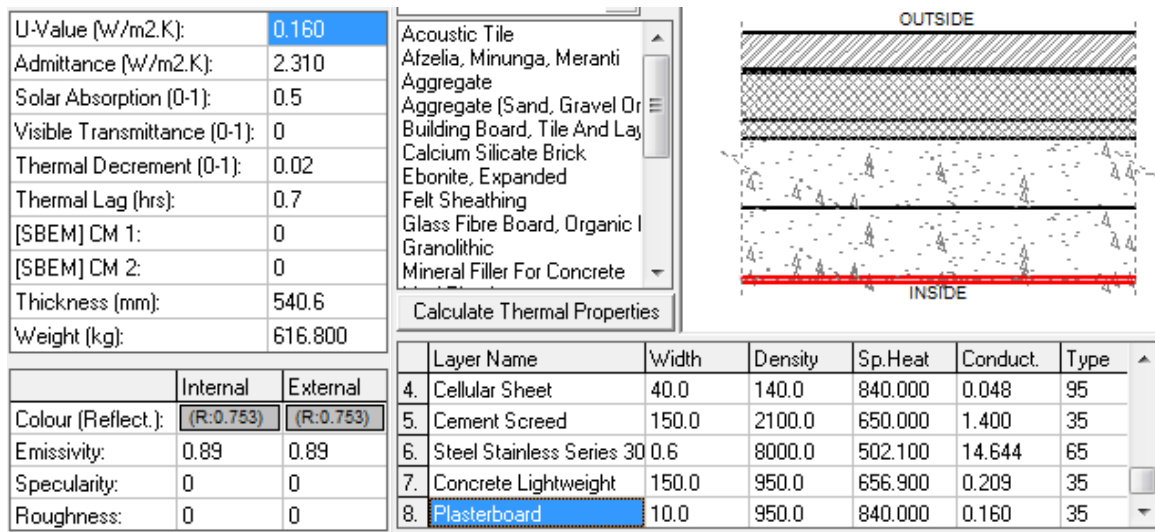 U-Value (W/m2.K): 0.160
Admittance (W/m2.K): 2.310
Solar Absorption (0-1): 0.5
Visible Transmittance (0-1): 0
Thermal Decrement (0-1): 0.02
Thermal Lag (hrs): 0.7
[SBEM] CM 1: 0
[SBEM] CM 2: 0
Thickness (mm): 540.6
Weight (kg): 616.800
Internal External
Colour (Reflect.): (R:0.753) (R:0.753)
Emissivity: 0.89 0.89
Specularity: 0 0
Roughness: 0 0
Acoustic Tile
Afzelia, Minunga, Meranti
Aggregate
Aggregate (Sand, Gravel Or
Building Board, Tile And Lay
Calcium Silicate Brick
Ebonite, Expanded
Felt Sheathing
Glass Fibre Board, Organic
Granolithic
Mineral Filler For Concrete
Calculate Thermal Properties
OUTSIDE
INSIDE
Layer Name Width Density Sp.Heat Conduct. Type
4. Cellular Sheet 40.0 140.0 840.000 0.048 95
5. Cement Screed 150.0 2100.0 650.000 1.400 35
6. Steel Stainless Series 30 0.6 8000.0 502.100 14.644 65
7. Concrete Lightweight 150.0 950.0 656.900 0.209 35
8. Plasterboard 10.0 950.0 840.000 0.160 35